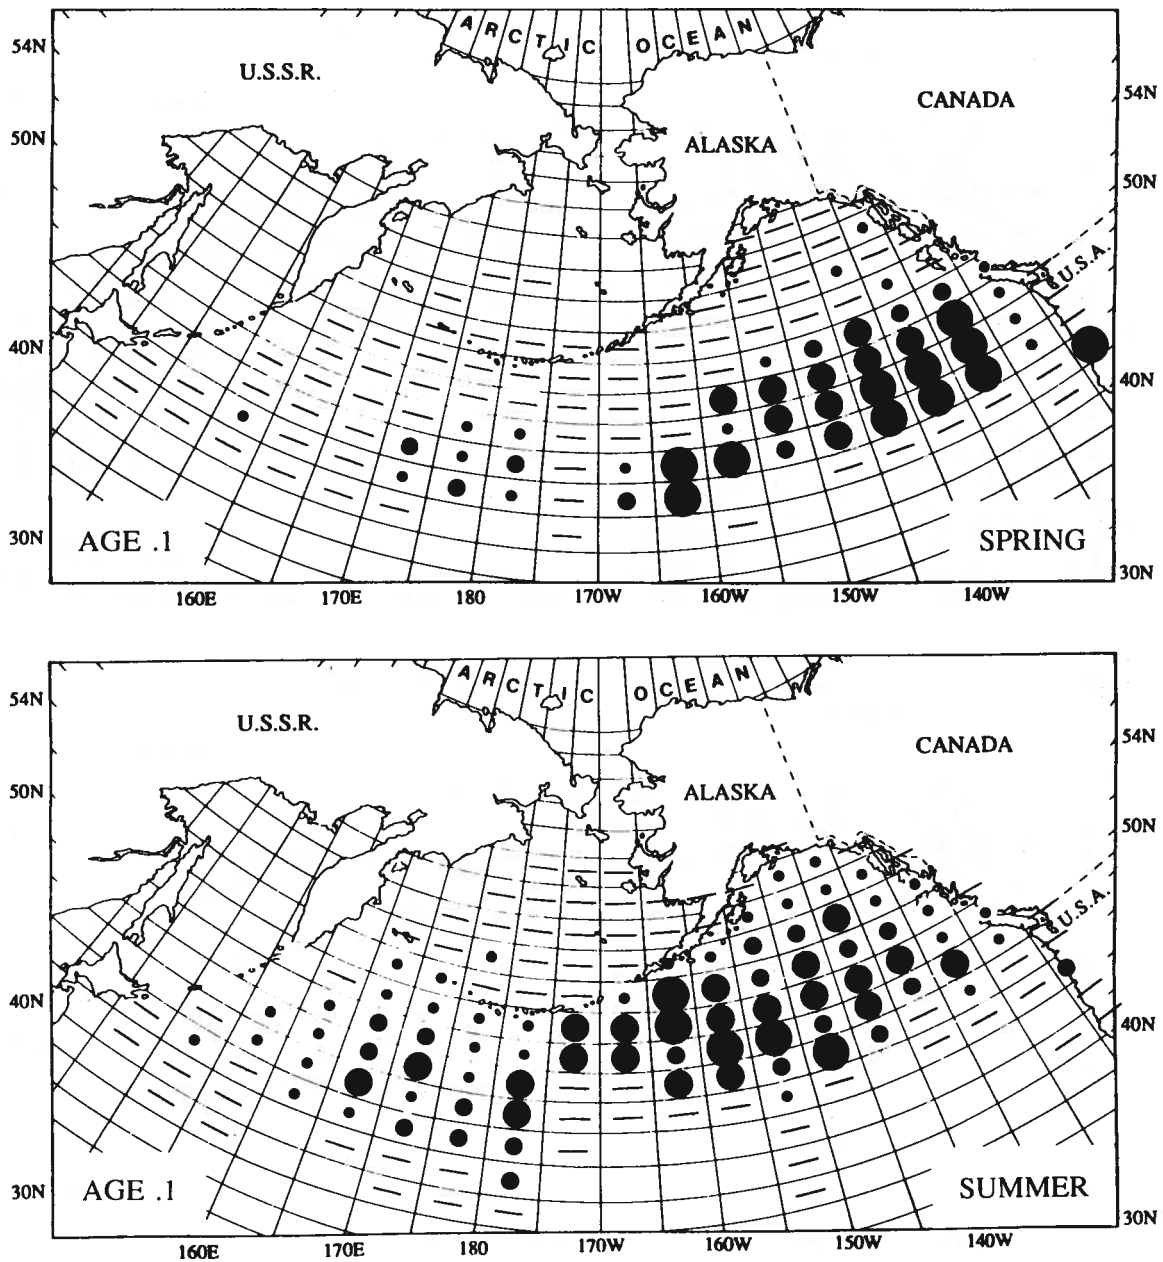 ARCTIC OCEAN
54N
U.S.S.R.
54N
CANADA
50N
ALASKA
50N
U.S.A.
40N
40N
30N
AGE .1
SPRING
30N
160E 170E 180 170W 160W 150W 140W
ARCTIC OCEAN
54N
U.S.S.R.
54N
CANADA
50N
ALASKA
50N
U.S.A.
40N
40N
30N
AGE .1
SUMMER
30N
160E 170E 180 170W 160W 150W 140W